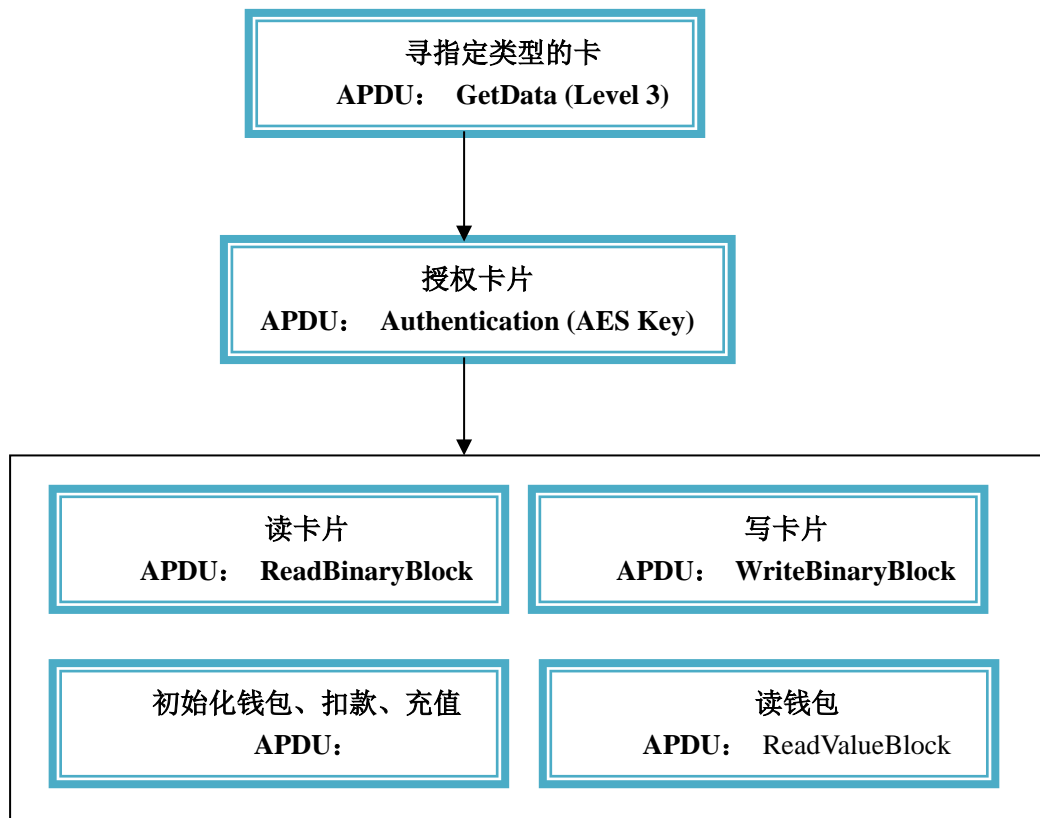 寻指定类型的卡
APDU： GetData (Level 3)
授权卡片
APDU： Authentication (AES Key)
读卡片
APDU： ReadBinaryBlock
写卡片
APDU： WriteBinaryBlock
初始化钱包、扣款、充值
APDU：
读钱包
APDU： ReadValueBlock